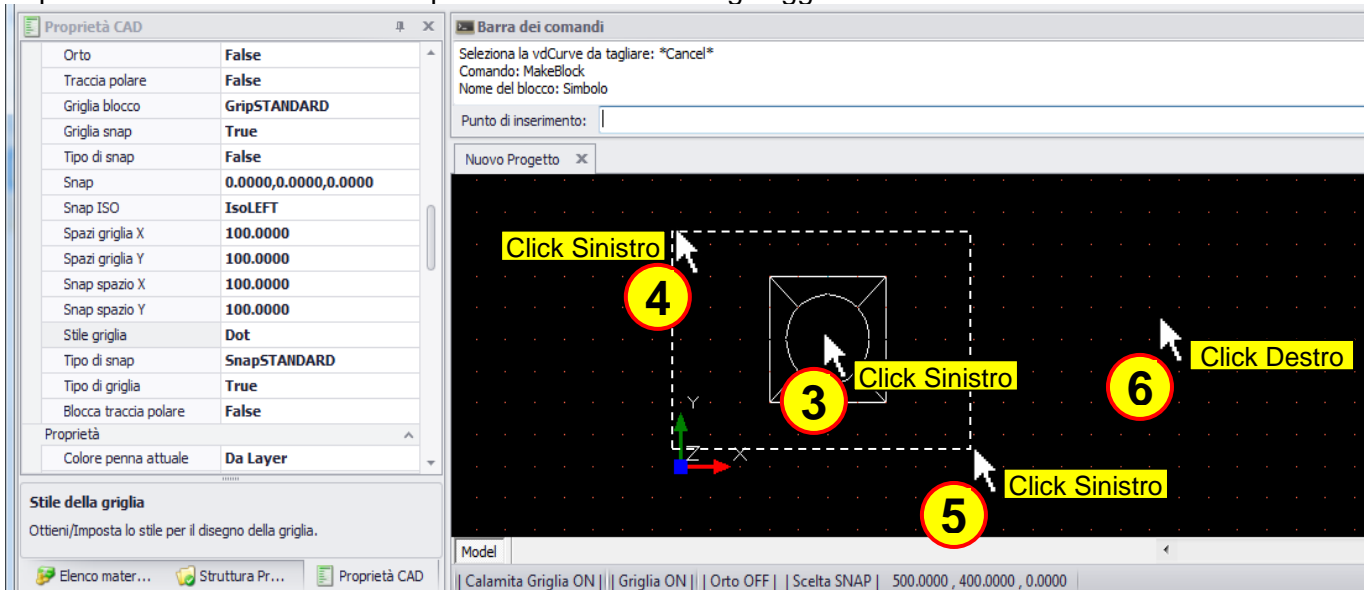 Proprietà CAD
Orto False
Traccia polare False
Griglia blocco GripSTANDARD
Griglia snap True
Tipo di snap False
Snap 0.0000,0.0000,0.0000
Snap ISO IsoLEFT
Spazi griglia X 100.0000
Spazi griglia Y 100.0000
Snap spazio X 100.0000
Snap spazio Y 100.0000
Stile griglia Dot
Tipo di snap SnapSTANDARD
Tipo di griglia True
Blocca traccia polare False
Proprietà
Colore penna attuale Da Layer
Stile della griglia
Ottieni/Imposta lo stile per il disegno della griglia.
Elenco mater... Struttura Pr... Proprietà CAD
Barra dei comandi
Seleziona la vdCurve da tagliare: *Cancel*
Comando: MakeBlock
Nome del blocco: Simbolo
Punto di inserimento:
Nuovo Progetto X
Click Sinistro
4
3
Click Sinistro
6
Click Destro
Y
Z X
5
Click Sinistro
Model
| Calamita Griglia ON | | Griglia ON | | Orto OFF | | Scelta SNAP | 500.0000 , 400.0000 , 0.0000